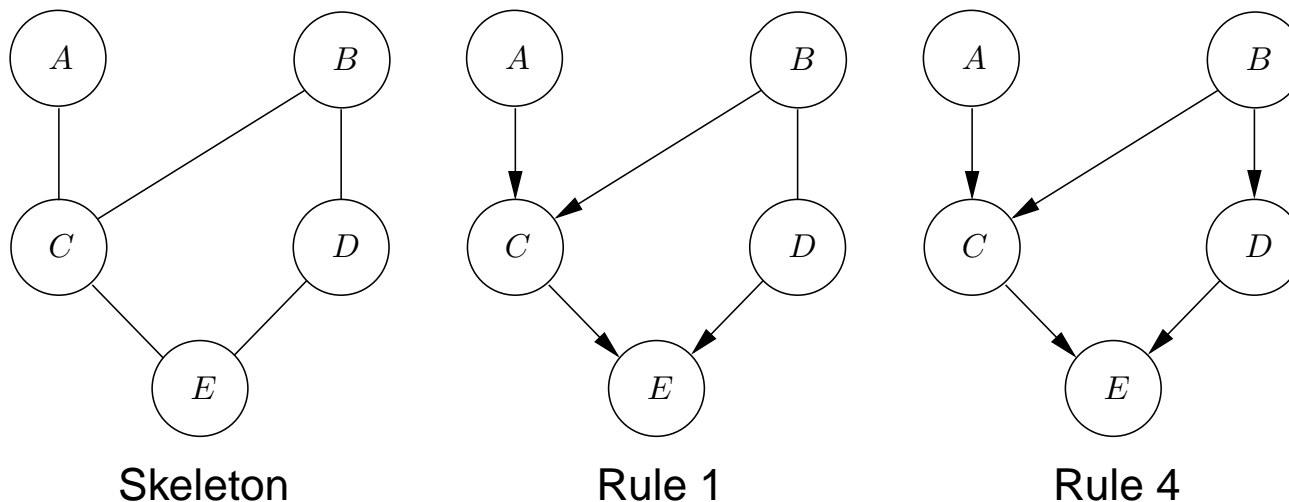 A B A B A B
C D C D C D
E E E
Skeleton Rule 1 Rule 4